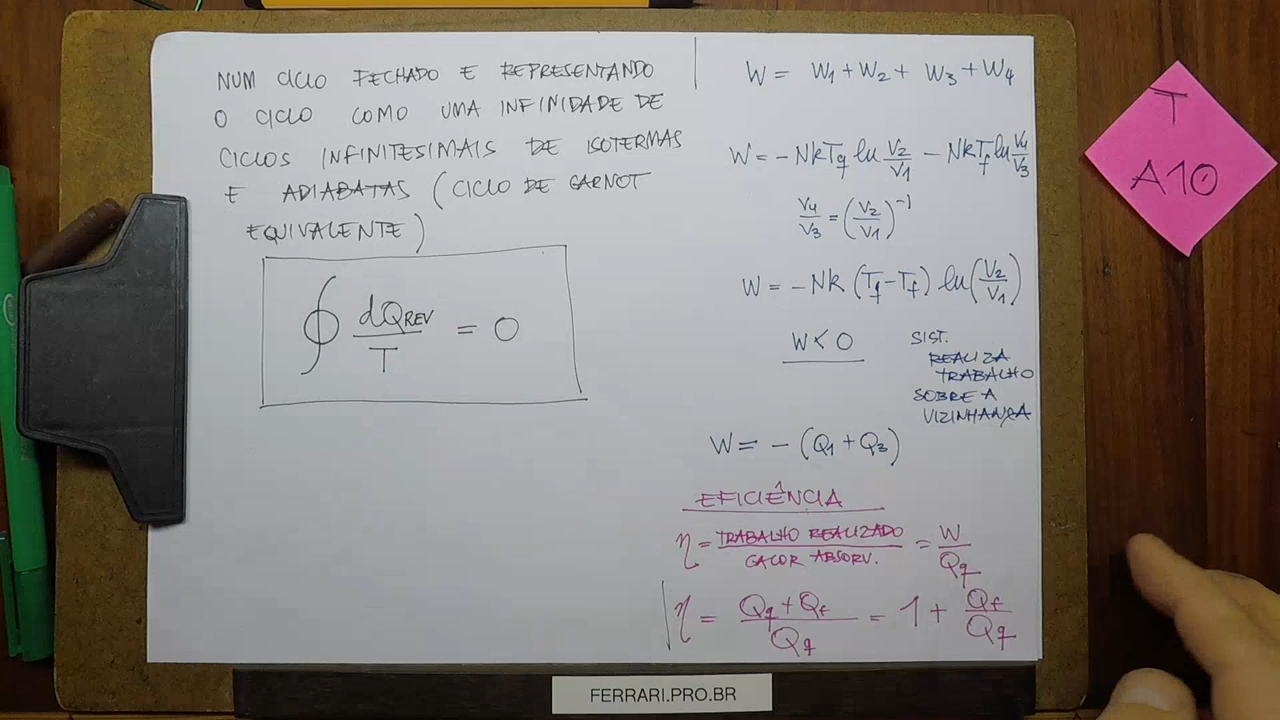 NUM CICLO FECHADO E REPRESENTANDO
O CICLO COMO UMA INFINIDADE DE
CICLOS INFINITESIMAIS DE ISOTERMAS
E ADIABATAS (CICLO DE CARNOT
EQUIVALENTE)
∮ dQREV/T = 0
W = W1 + W2 + W3 + W4
W = -NkTq ln V2/V1 - NkTf ln V4/V3
V4/V3 = (V2/V1)^-1
W = -Nk (Tq - Tf) ln(V2/V1)
W < 0
SIST.
REALIZA
TRABALHO
SOBRE A
VIZINHANÇA
W = - (Q1 + Q3)
EFICIÊNCIA
η = TRABALHO REALIZADO/CALOR ABSORV. = W/Qq
η = Qq + Qf/Qq = 1 + Qf/Qq
T
A10
FERRARI.PRO.BR